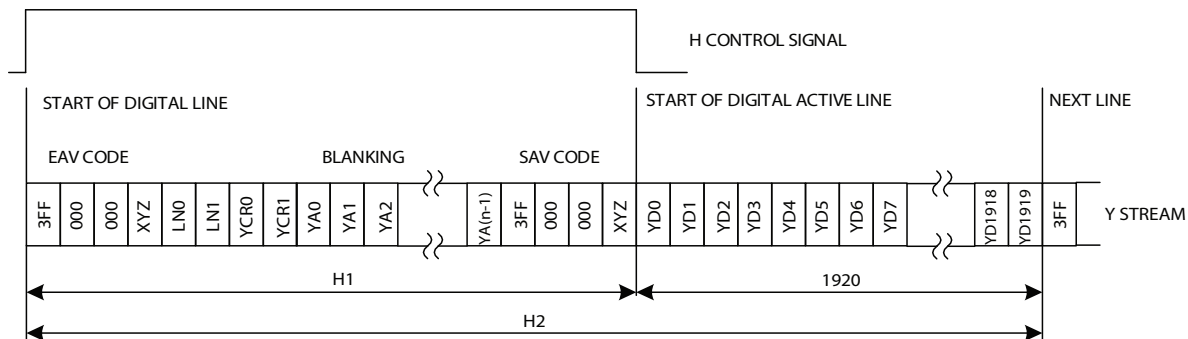 H CONTROL SIGNAL
START OF DIGITAL LINE
START OF DIGITAL ACTIVE LINE
NEXT LINE
EAV CODE
BLANKING
SAV CODE
3FF 000 000 XYZ LN0 LN1 YCR0 YCR1 YA0 YA1 YA2 YA(n-1) 3FF 000 000 XYZ YD0 YD1 YD2 YD3 YD4 YD5 YD6 YD7 YD1918 YD1919 3FF
Y STREAM
H1
1920
H2